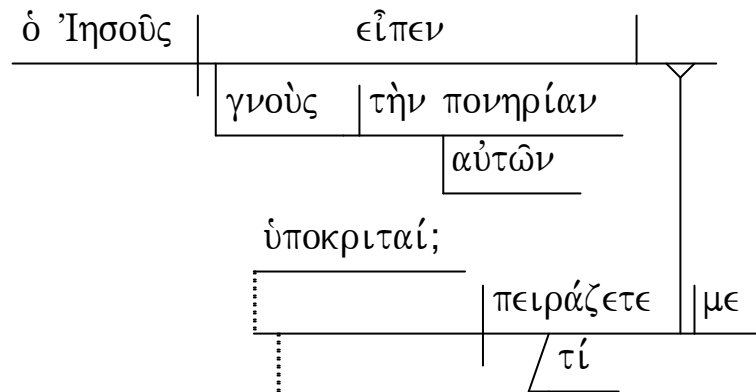 ὁ Ἰησοῦς εἶπεν
γνοὺς τὴν πονηρίαν
αὐτῶν
ὑποκριταί;
πειράζετε με
τί